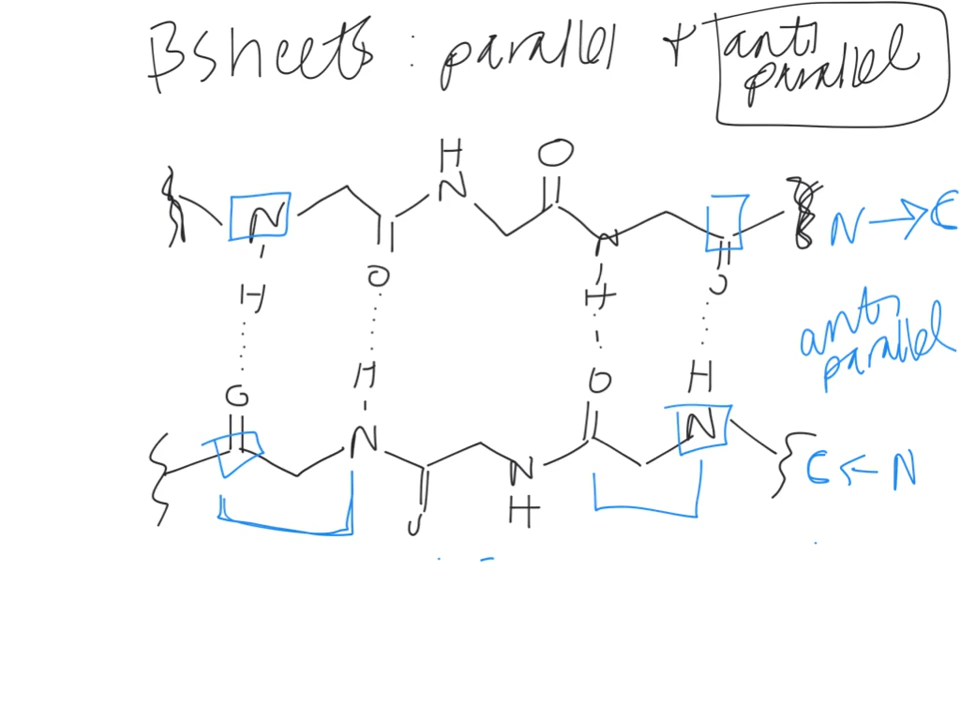 βsheets : parallel + anti
parallel
H
N
O
N
O
H
N
H
O
N → C
anti
parallel
O
H
O
H
N
N
H
O
N
C ← N